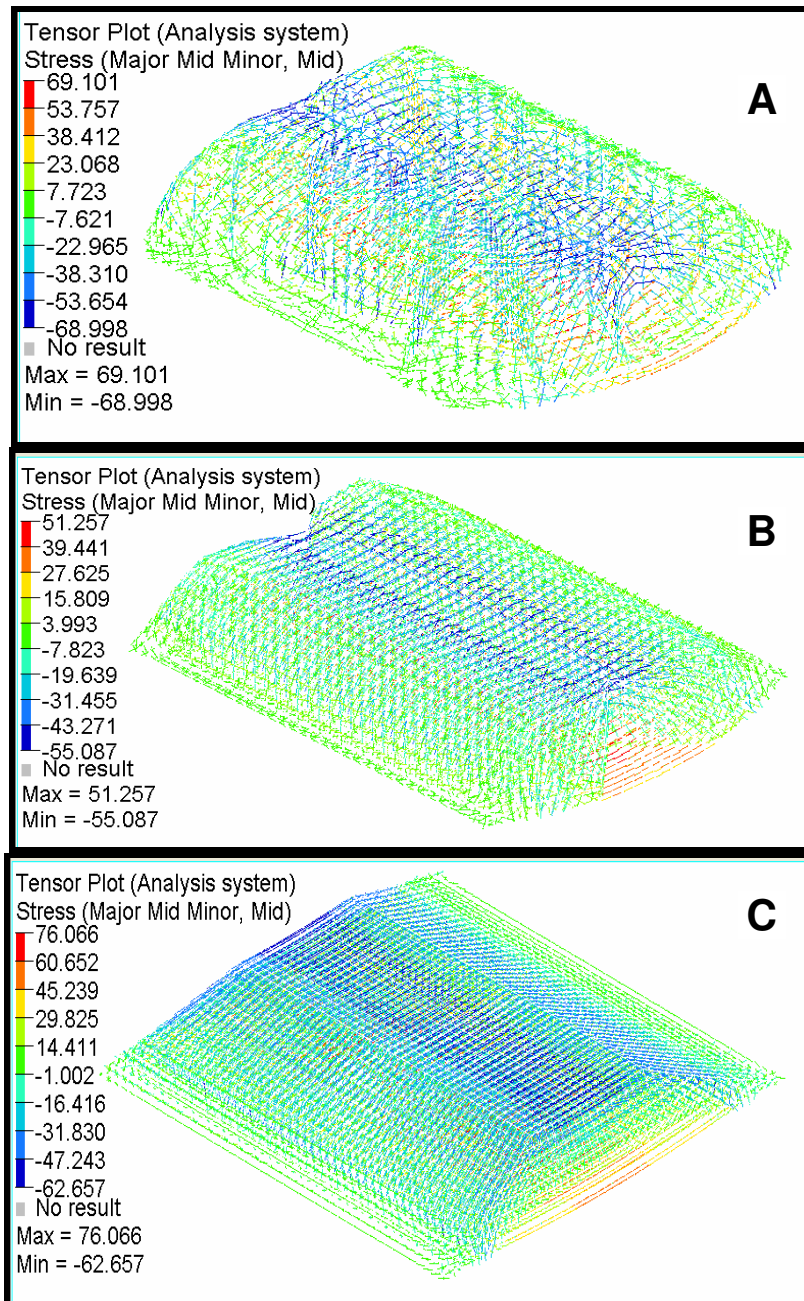 Tensor Plot (Analysis system)
Stress (Major Mid Minor, Mid)
69.101
53.757
38.412
23.068
7.723
-7.621
-22.965
-38.310
-53.654
-68.998
No result
Max = 69.101
Min = -68.998
A
Tensor Plot (Analysis system)
Stress (Major Mid Minor, Mid)
51.257
39.441
27.625
15.809
3.993
-7.823
-19.639
-31.455
-43.271
-55.087
No result
Max = 51.257
Min = -55.087
B
Tensor Plot (Analysis system)
Stress (Major Mid Minor, Mid)
76.066
60.652
45.239
29.825
14.411
-1.002
-16.416
-31.830
-47.243
-62.657
No result
Max = 76.066
Min = -62.657
C